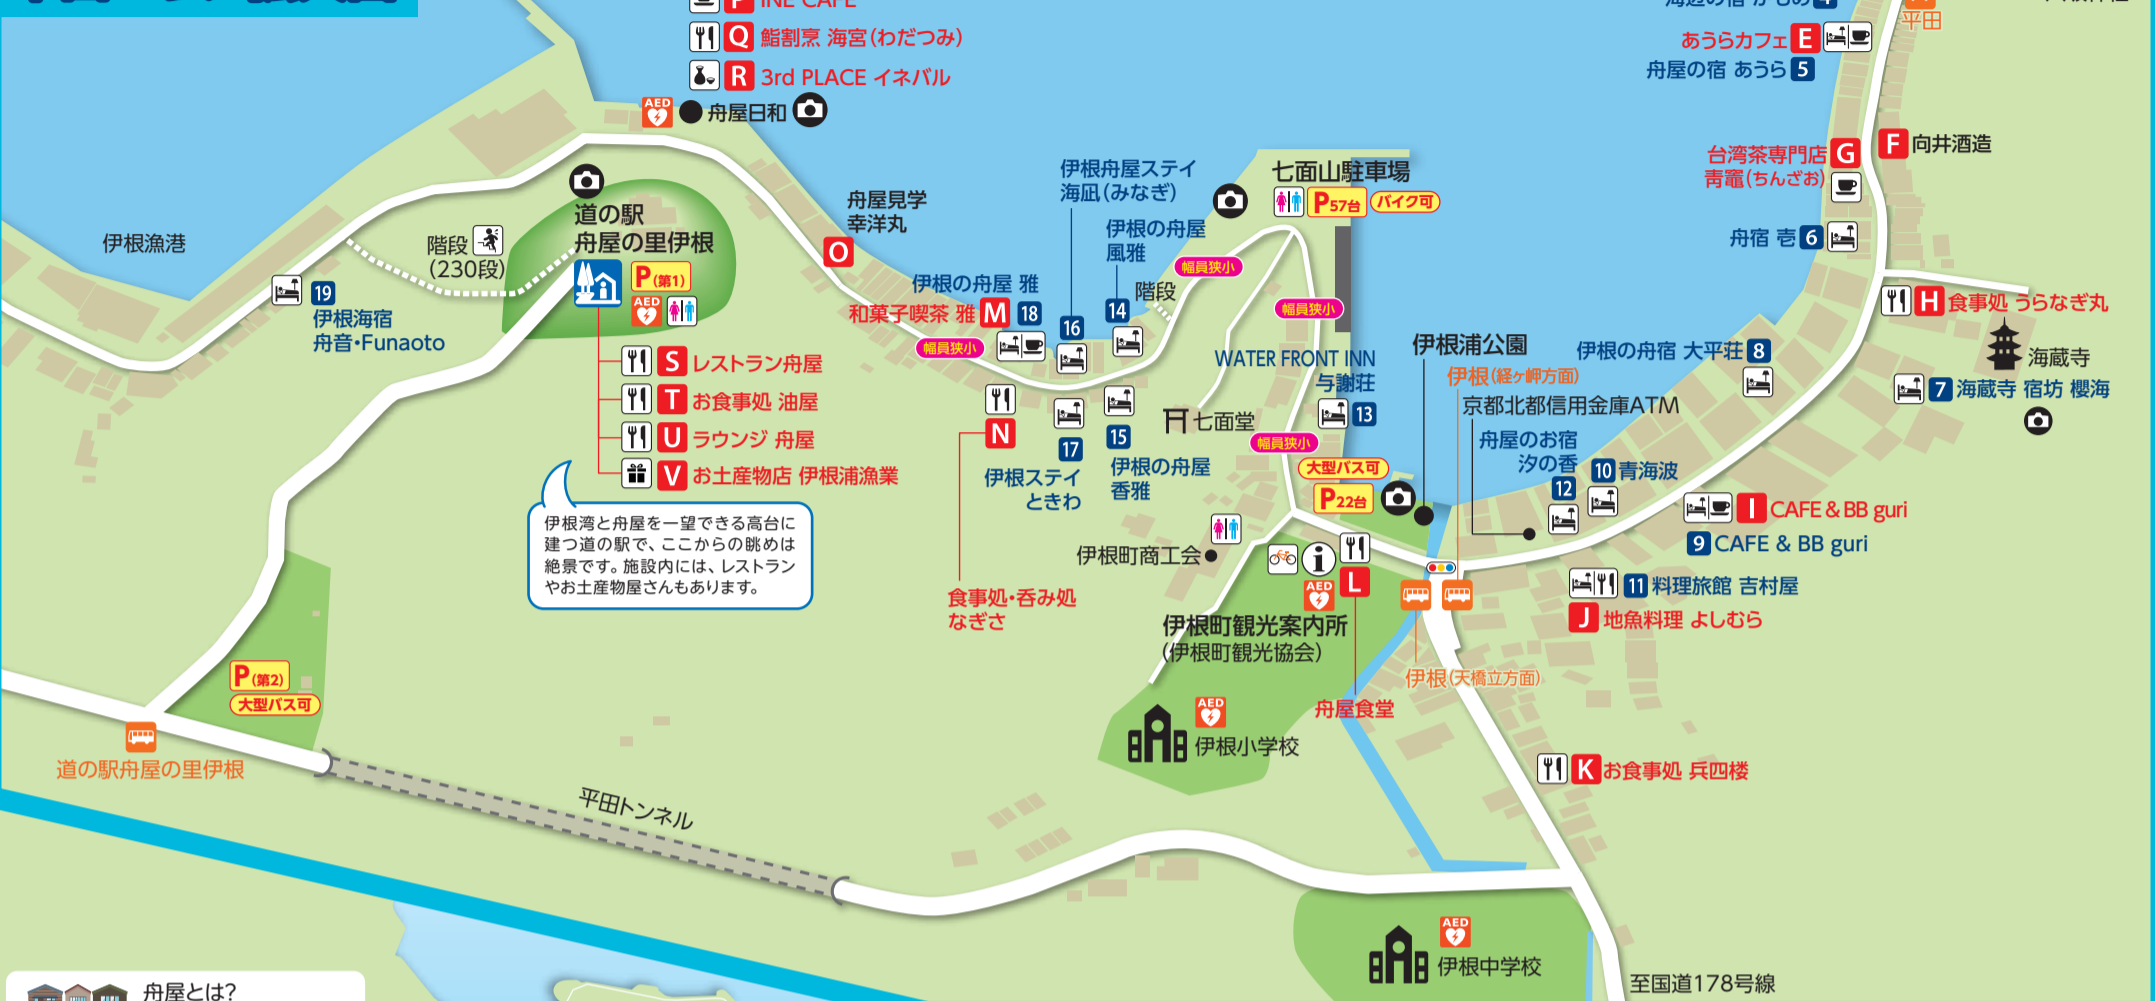 P INE CAFE
Q 鮨割烹 海宮(わだつみ)
R 3rd PLACE イネバル
AED
舟屋日和
海辺の宿 かもめ 4
平田
あうらカフェ E
舟屋の宿 あうら 5
台湾茶専門店 G
靑竈(ちんざお)
F 向井酒造
舟宿 壱 6
H 食事処 うらなぎ丸
海蔵寺
7 海蔵寺 宿坊 櫻海
伊根漁港
階段
(230段)
道の駅
舟屋の里伊根
P(第1)
AED
19
伊根海宿
舟音・Funaoto
S レストラン舟屋
T お食事処 油屋
U ラウンジ 舟屋
V お土産物店 伊根浦漁業
伊根湾と舟屋を一望できる高台に
建つ道の駅で、ここからの眺めは
絶景です。施設内には、レストラン
やお土産物屋さんもあります。
舟屋見学
幸洋丸
O
伊根の舟屋 雅
和菓子喫茶 雅 M 18
幅員狭小
伊根舟屋ステイ
海凪(みなぎ)
16
伊根の舟屋
風雅
14
階段
幅員狭小
七面山駐車場
P57台 バイク可
幅員狭小
N
食事処・呑み処
なぎさ
17
伊根ステイ
ときわ
15
伊根の舟屋
香雅
七面堂
WATER FRONT INN
与謝荘
13
幅員狭小
大型バス可
P22台
伊根浦公園
伊根(経ヶ岬方面)
京都北都信用金庫ATM
伊根の舟宿 大平荘 8
舟屋のお宿
汐の香
12
10 青海波
I CAFE & BB guri
9 CAFE & BB guri
11 料理旅館 吉村屋
J 地魚料理 よしむら
伊根町商工会
i
L
AED
伊根町観光案内所
(伊根町観光協会)
舟屋食堂
伊根(天橋立方面)
AED
伊根小学校
K お食事処 兵四楼
P(第2)
大型バス可
道の駅舟屋の里伊根
平田トンネル
AED
伊根中学校
至国道178号線
舟屋とは?